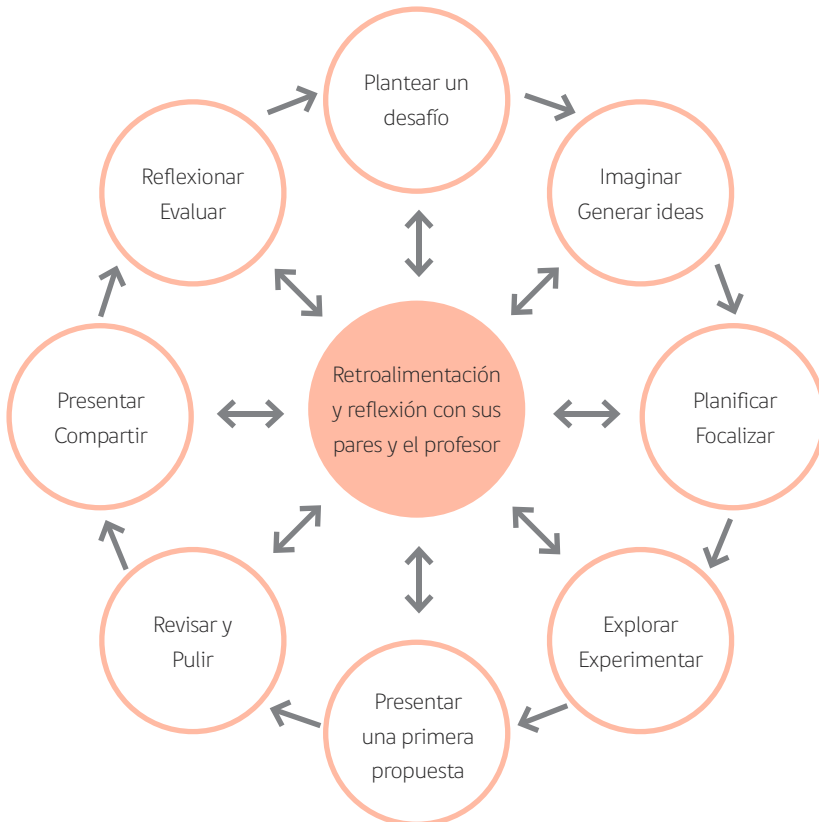 Plantear un
desafío
Imaginar
Generar ideas
Planificar
Focalizar
Explorar
Experimentar
Presentar
una primera
propuesta
Revisar y
Pulir
Presentar
Compartir
Reflexionar
Evaluar
Retroalimentación
y reflexión con sus
pares y el profesor